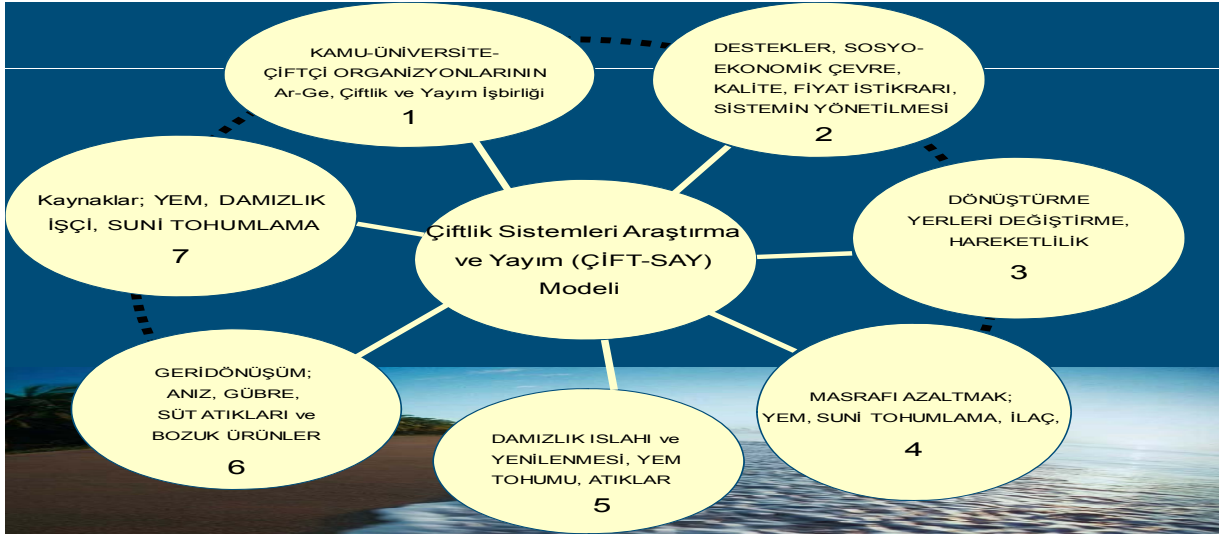 KAMU-ÜNİVERSİTE-
ÇİFTÇİ ORGANİZYONLARININ
Ar-Ge, Çiftlik ve Yayım İşbirliği
1
DESTEKLER, SOSYO-
EKONOMİK ÇEVRE,
KALİTE, FİYAT İSTİKRARI,
SİSTEMİN YÖNETİLMESİ
2
DÖNÜŞTÜRME
YERLERİ DEĞİŞTİRME,
HAREKETLİLİK
3
MASRAFI AZALTMAK;
YEM, SUNİ TOHUMLAMA, İLAÇ,
4
DAMIZLIK ISLAHI ve
YENİLENMESİ, YEM
TOHUMU, ATIKLAR
5
GERİDÖNÜŞÜM;
ANIZ, GÜBRE,
SÜT ATIKLARI ve
BOZUK ÜRÜNLER
6
Kaynaklar; YEM, DAMIZLIK
İŞÇİ, SUNİ TOHUMLAMA
7
Çiftlik Sistemleri Araştırma
ve Yayım (ÇİFT-SAY)
Modeli